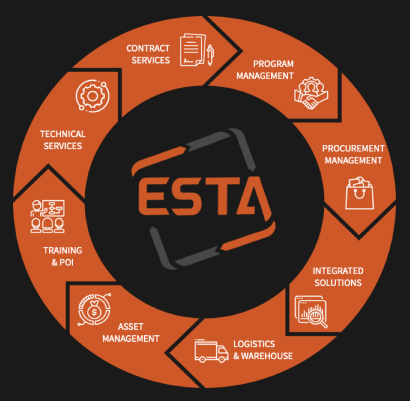 CONTRACT
SERVICES
PROGRAM
MANAGEMENT
PROCUREMENT
MANAGEMENT
INTEGRATED
SOLUTIONS
LOGISTICS
& WAREHOUSE
ASSET
MANAGEMENT
TRAINING
& POI
TECHNICAL
SERVICES
ESTA
$